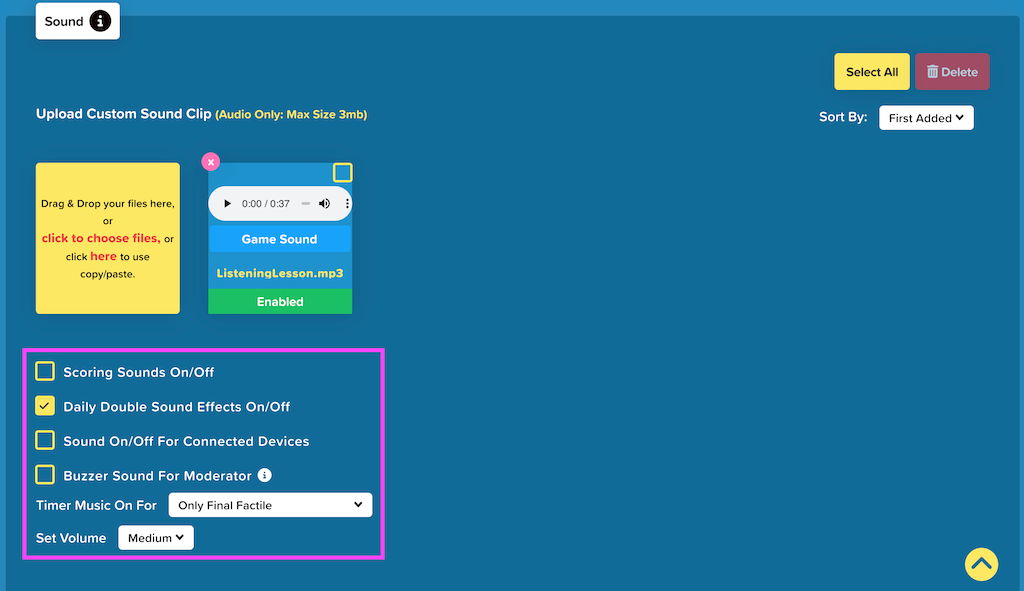 Sound
Select All
Delete
Upload Custom Sound Clip (Audio Only: Max Size 3mb)
Sort By:
First Added
Drag & Drop your files here,
or
click to choose files, or
click here to use
copy/paste.
x
0:00 / 0:37
Game Sound
ListeningLesson.mp3
Enabled
Scoring Sounds On/Off
Daily Double Sound Effects On/Off
Sound On/Off For Connected Devices
Buzzer Sound For Moderator
Timer Music On For
Only Final Factile
Set Volume
Medium